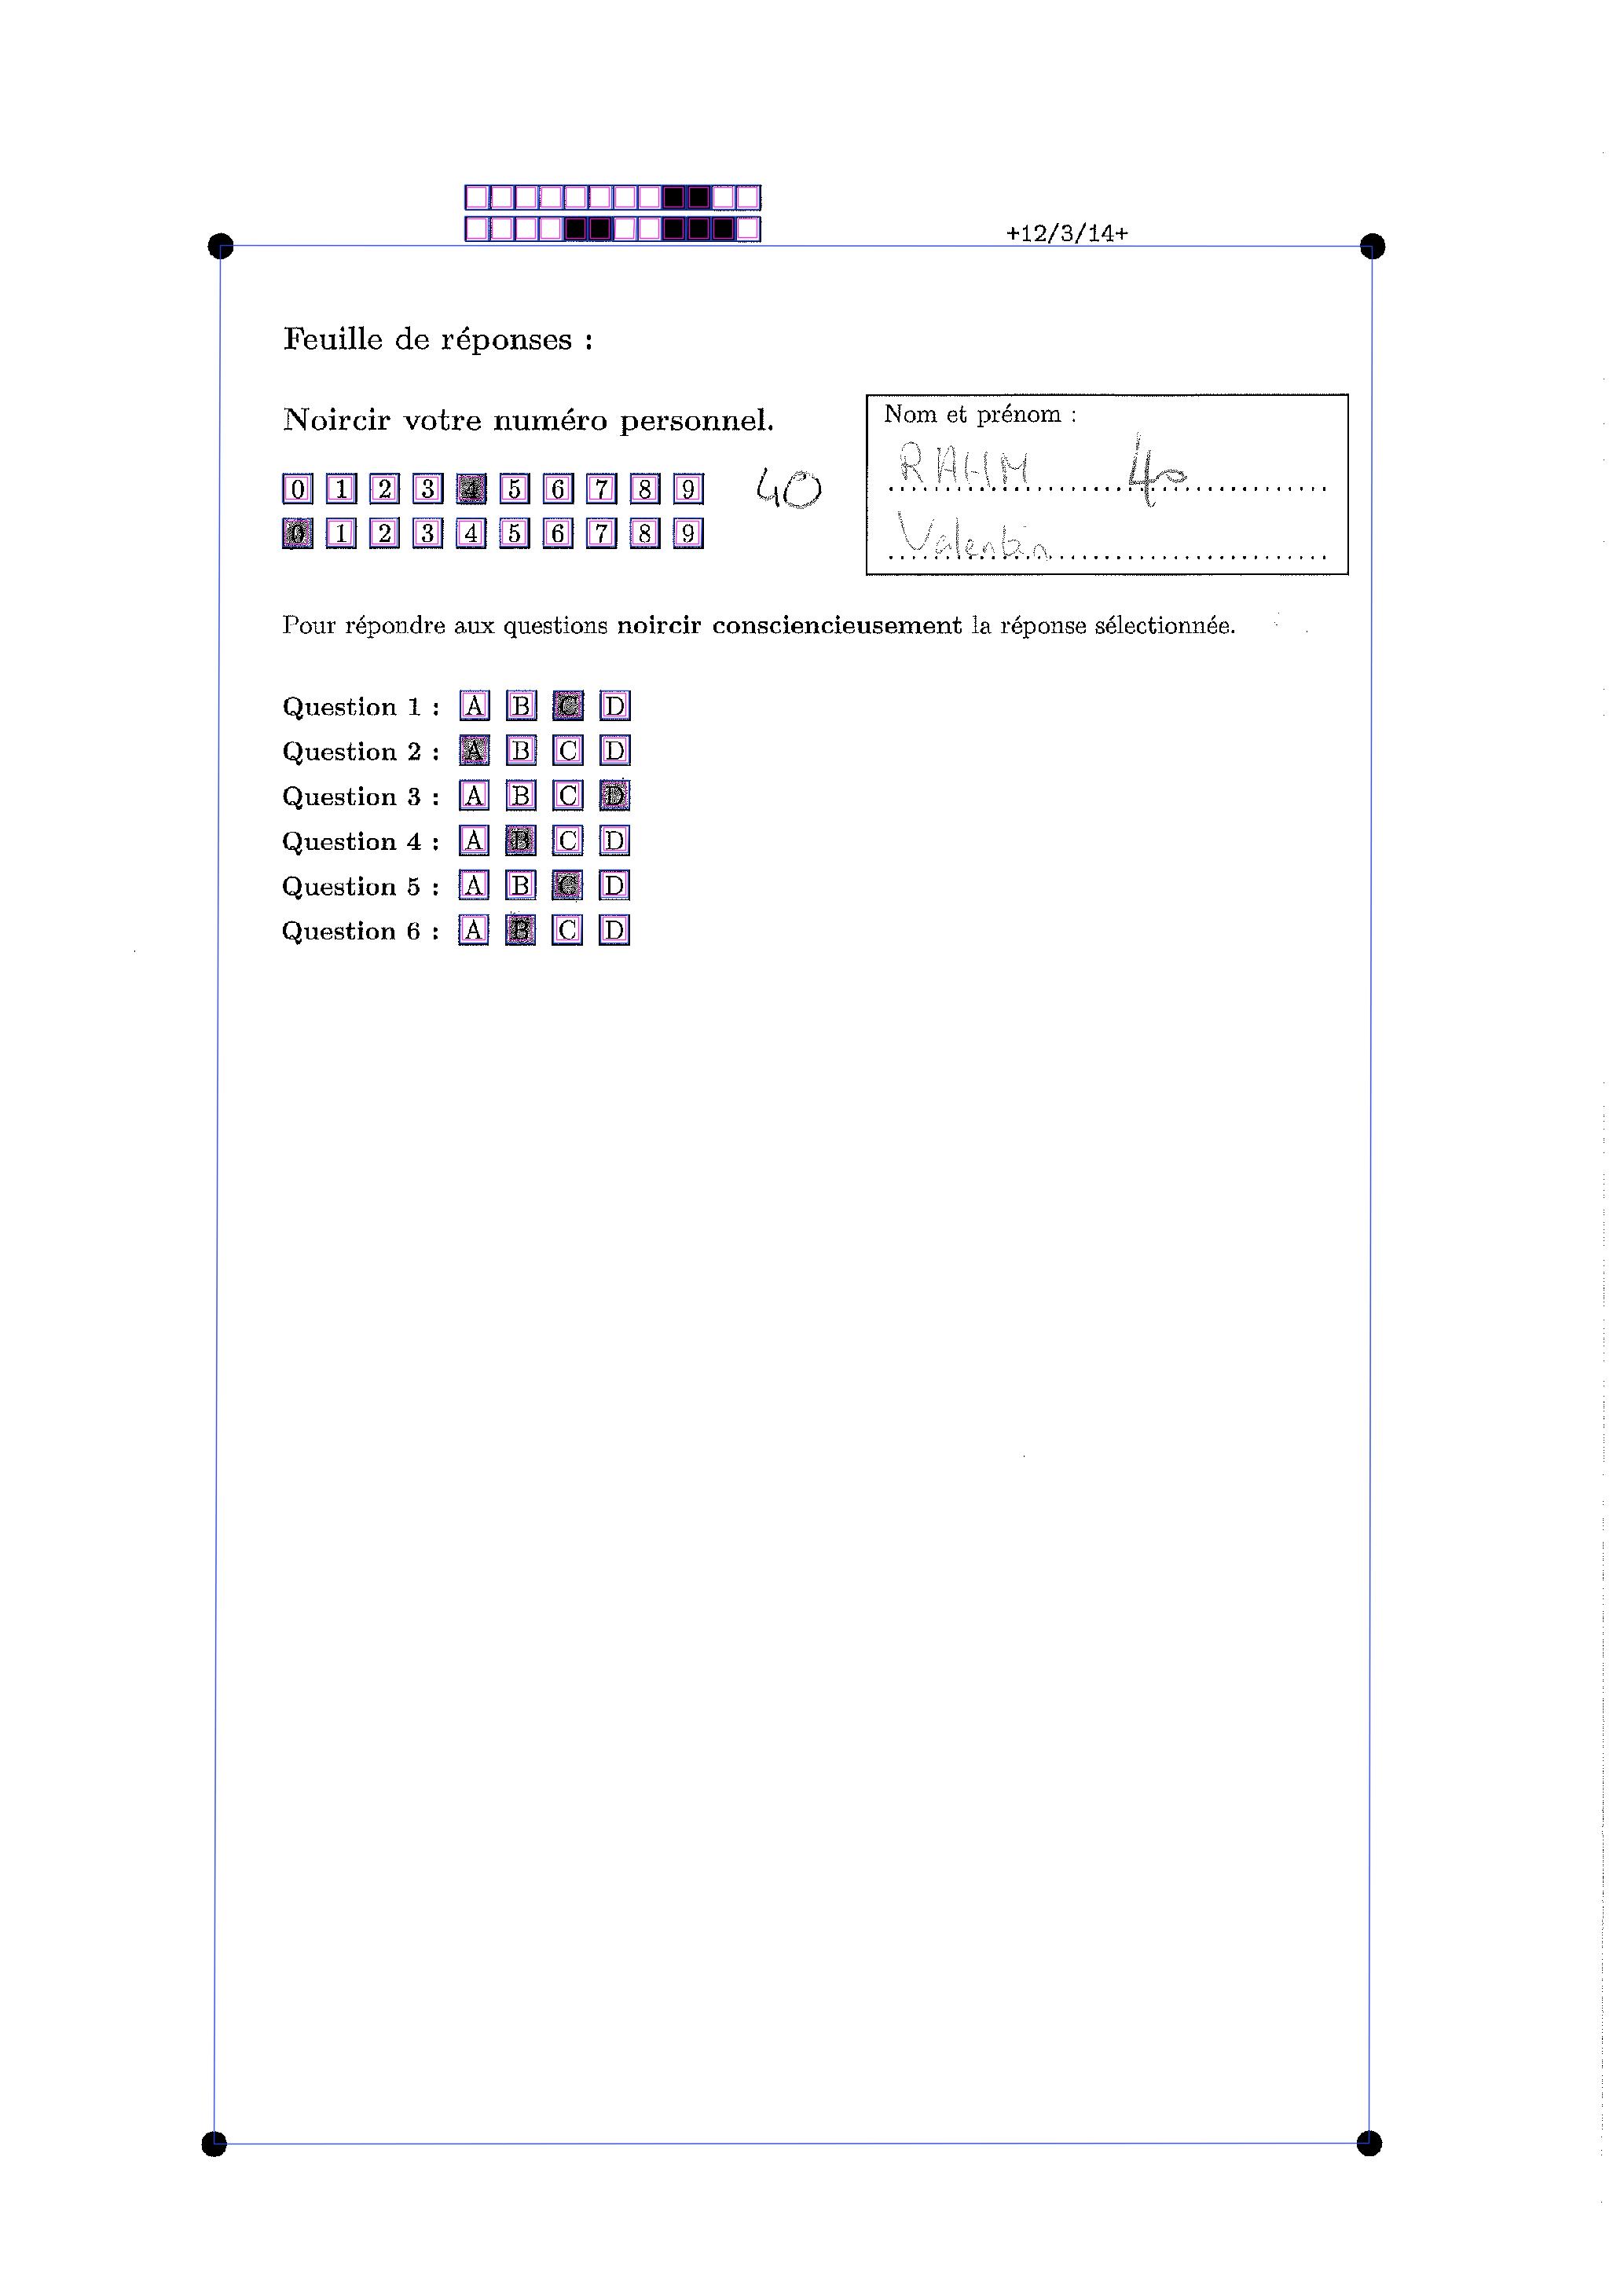 +12/3/14+
Feuille de réponses :
Noircir votre numéro personnel.
0 1 2 3 4 5 6 7 8 9 40
0 1 2 3 4 5 6 7 8 9
Nom et prénom :
RAHM 40
Valentin
Pour répondre aux questions noircir consciencieusement la réponse sélectionnée.
Question 1 : A B C D
Question 2 : A B C D
Question 3 : A B C D
Question 4 : A B C D
Question 5 : A B C D
Question 6 : A B C D